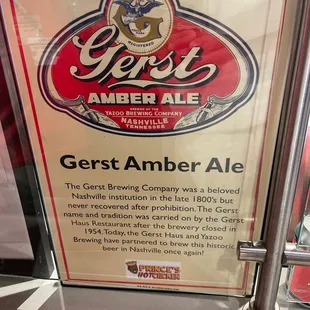 REGISTERED
Gerst
AMBER ALE
BREWED BY THE
YAZOO BREWING COMPANY
NASHVILLE
TENNESSEE
Gerst Amber Ale
The Gerst Brewing Company was a beloved
Nashville institution in the late 1800's but
never recovered after prohibition. The Gerst
name and tradition was carried on by the Gerst
Haus Restaurant after the brewery closed in
1954. Today, the Gerst Haus and Yazoo
Brewing have partnered to brew this historic
beer in Nashville once again!
PRINCE'S
HOT CHICKEN